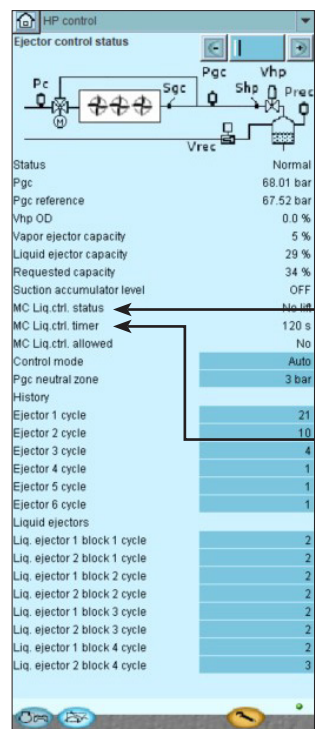 HP control
Ejector control status
Pc
Sgc
Pgc
Shp
Vhp
Prec
M
Vrec
Status Normal
Pgc 68.01 bar
Pgc reference 67.52 bar
Vhp OD 0.0 %
Vapor ejector capacity 5 %
Liquid ejector capacity 29 %
Requested capacity 34 %
Suction accumulator level OFF
MC Liq.ctrl. status No lift
MC Liq.ctrl. timer 120 s
MC Liq.ctrl. allowed No
Control mode Auto
Pgc neutral zone 3 bar
History
Ejector 1 cycle 21
Ejector 2 cycle 10
Ejector 3 cycle 4
Ejector 4 cycle 1
Ejector 5 cycle 1
Ejector 6 cycle 1
Liquid ejectors
Liq. ejector 1 block 1 cycle 2
Liq. ejector 2 block 1 cycle 2
Liq. ejector 1 block 2 cycle 2
Liq. ejector 2 block 2 cycle 2
Liq. ejector 1 block 3 cycle 2
Liq. ejector 2 block 3 cycle 2
Liq. ejector 1 block 4 cycle 2
Liq. ejector 2 block 4 cycle 3